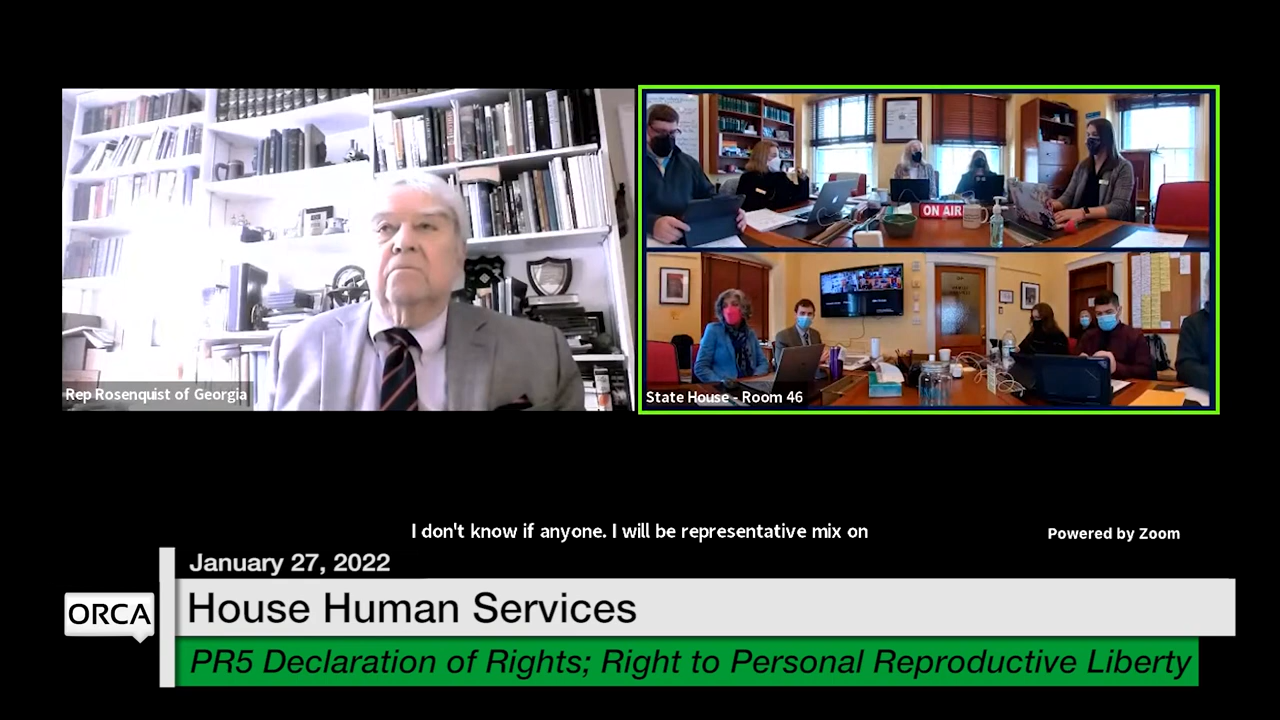 Rep Rosenquist of Georgia
ON AIR
State House - Room 46
I don't know if anyone. I will be representative mix on
Powered by Zoom
January 27, 2022
ORCA
House Human Services
PR5 Declaration of Rights; Right to Personal Reproductive Liberty